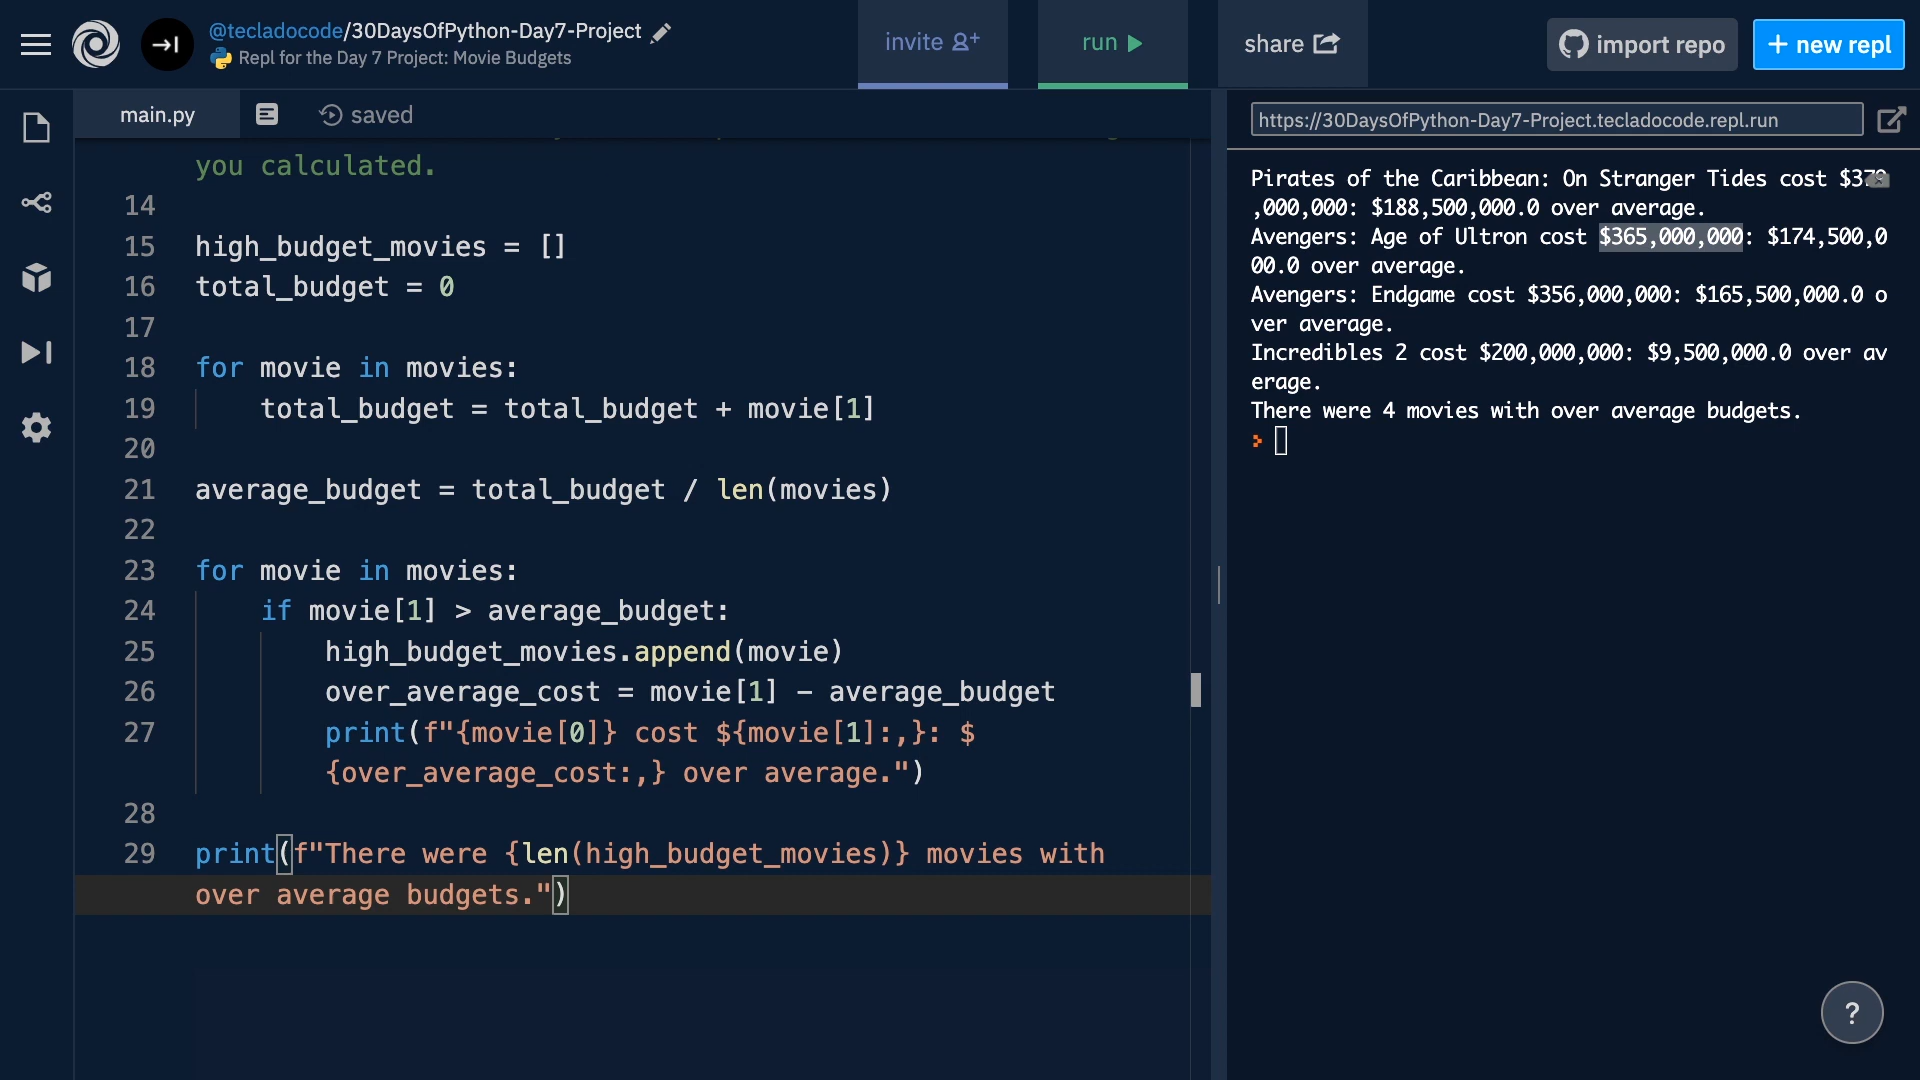 @tecladocode/30DaysOfPython-Day7-Project
Repl for the Day 7 Project: Movie Budgets
invite
run
share
import repo
+ new repl
main.py
saved
https://30DaysOfPython-Day7-Project.tecladocode.repl.run
you calculated.
14
15 high_budget_movies = []
16 total_budget = 0
17
18 for movie in movies:
19 total_budget = total_budget + movie[1]
20
21 average_budget = total_budget / len(movies)
22
23 for movie in movies:
24 if movie[1] > average_budget:
25 high_budget_movies.append(movie)
26 over_average_cost = movie[1] - average_budget
27 print(f"{movie[0]} cost ${movie[1]:,}: $
{over_average_cost:,} over average.")
28
29 print(f"There were {len(high_budget_movies)} movies with
over average budgets.")
Pirates of the Caribbean: On Stranger Tides cost $379
,000,000: $188,500,000.0 over average.
Avengers: Age of Ultron cost $365,000,000: $174,500,0
00.0 over average.
Avengers: Endgame cost $356,000,000: $165,500,000.0 o
ver average.
Incredibles 2 cost $200,000,000: $9,500,000.0 over av
erage.
There were 4 movies with over average budgets.
?